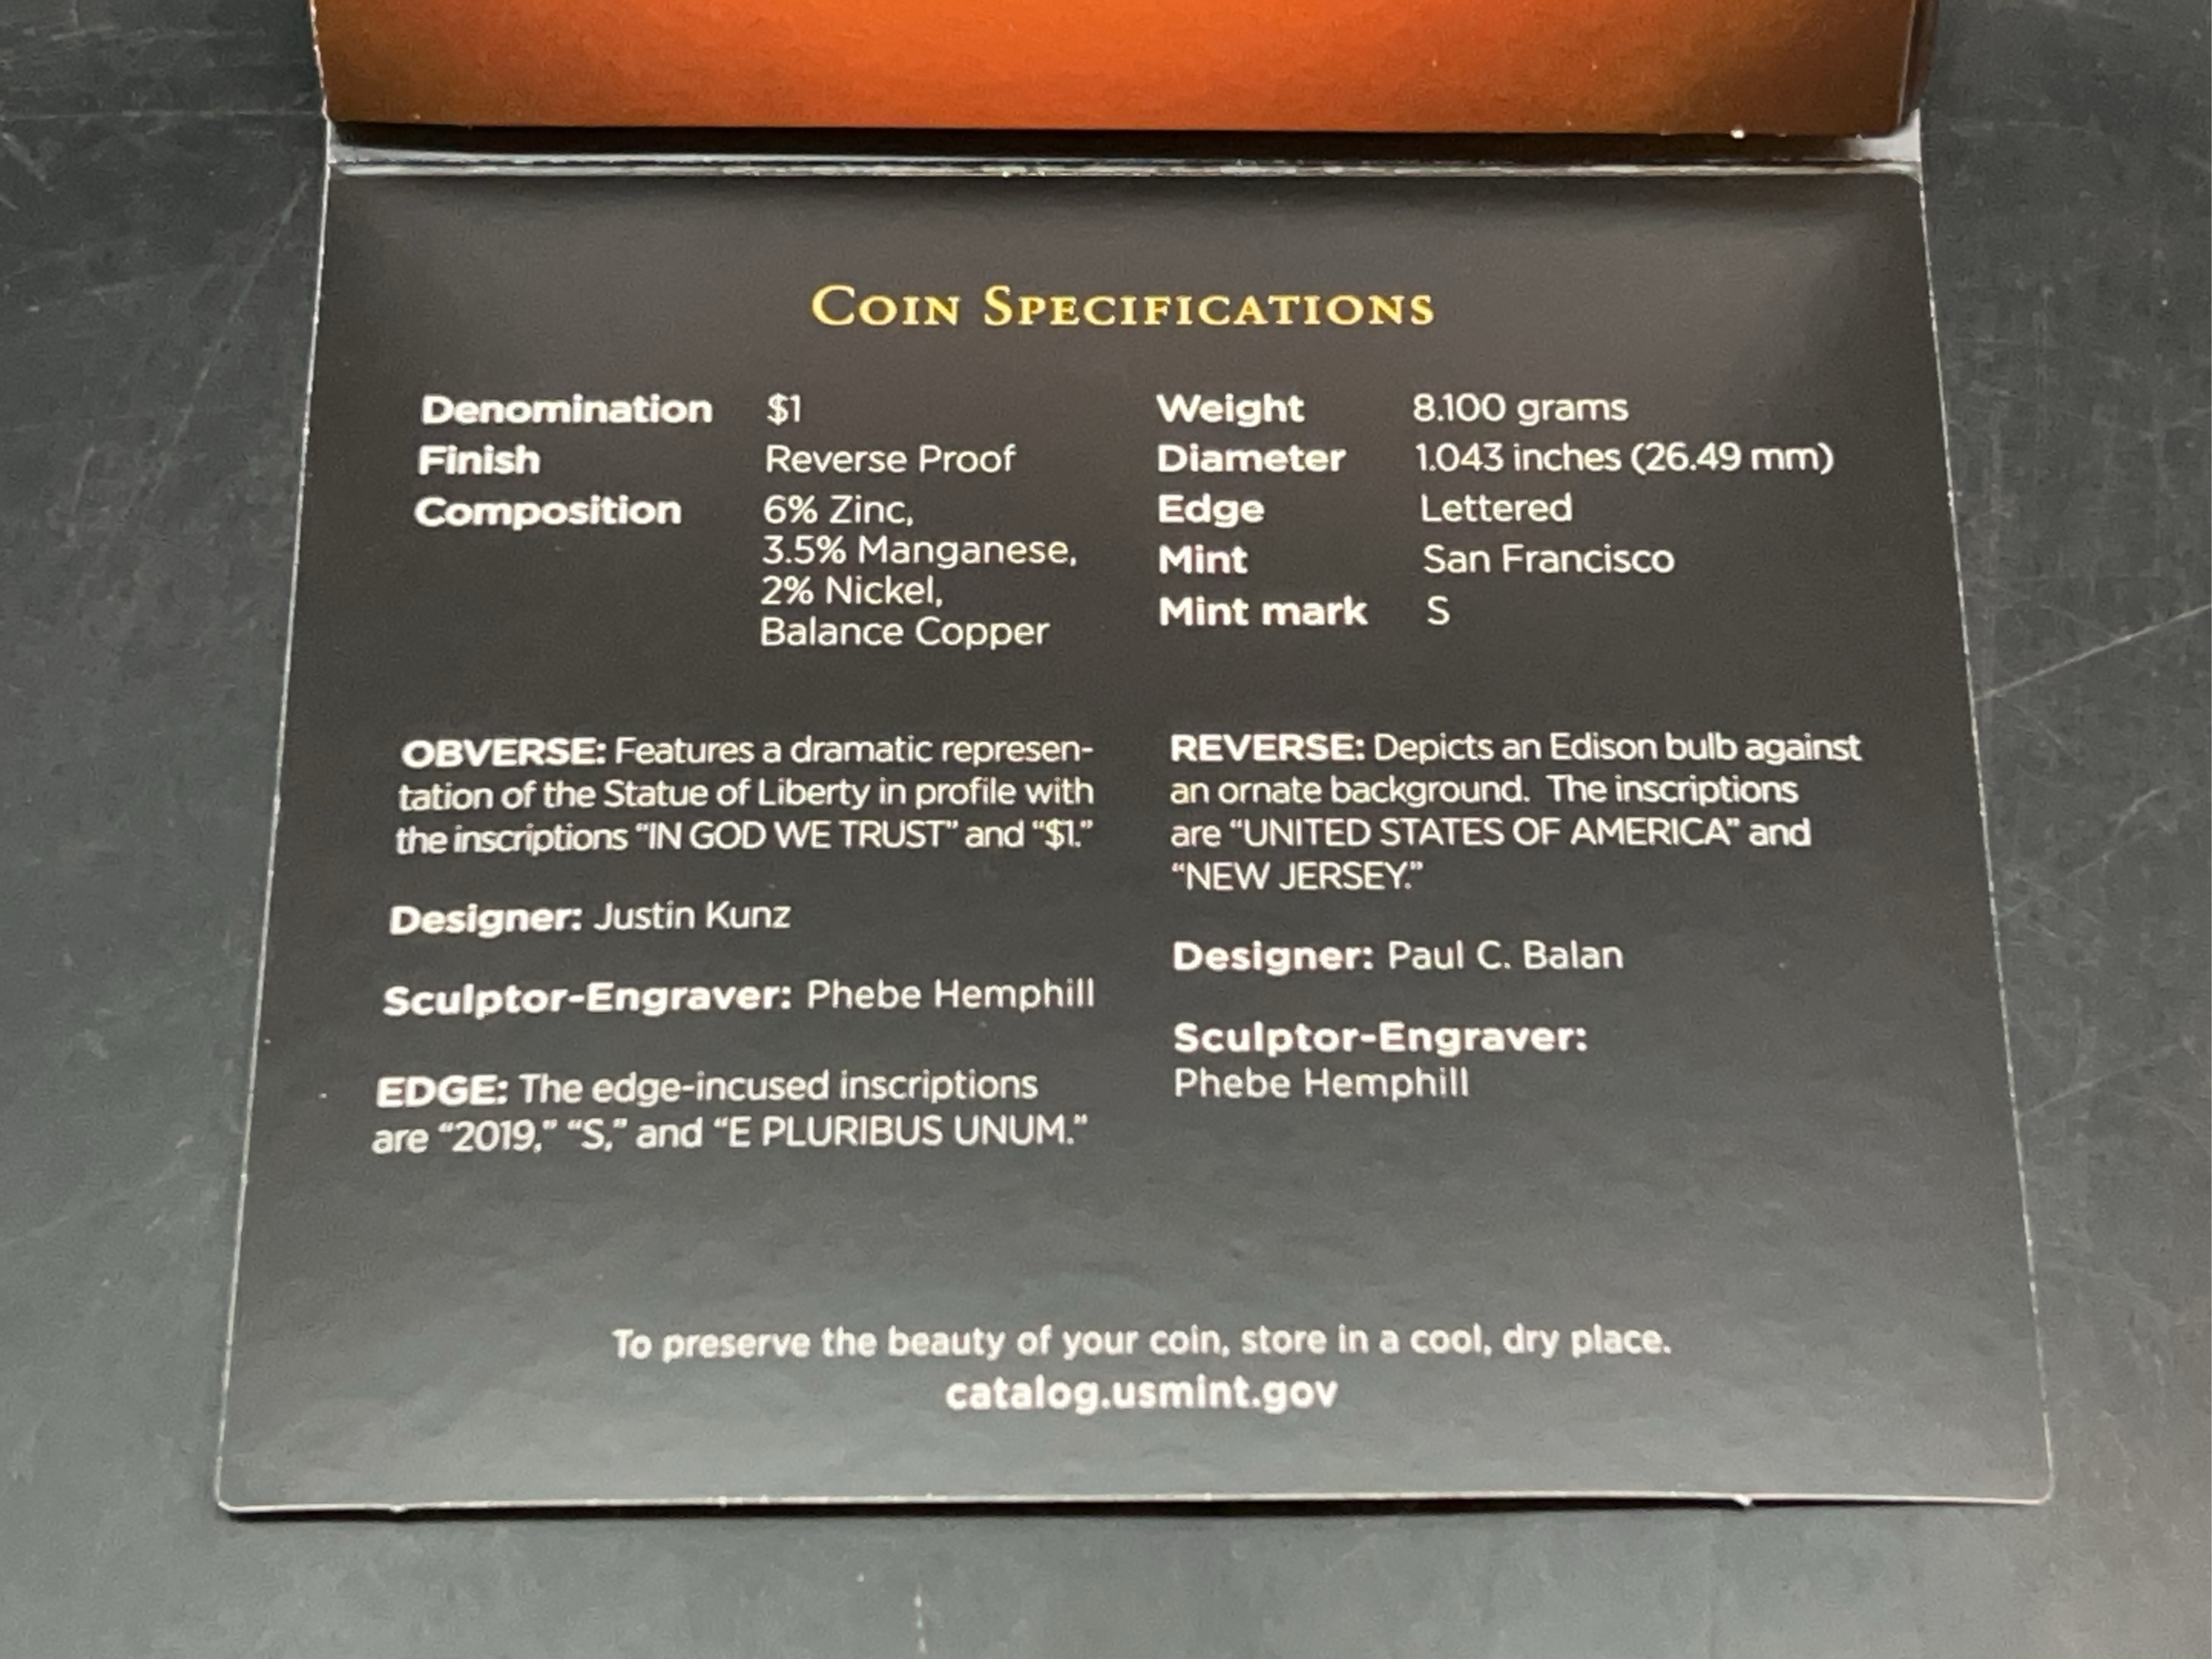 COIN SPECIFICATIONS
Denomination $1
Finish Reverse Proof
Composition 6% Zinc,
3.5% Manganese,
2% Nickel,
Balance Copper
Weight 8.100 grams
Diameter 1.043 inches (26.49 mm)
Edge Lettered
Mint San Francisco
Mint mark S
OBVERSE: Features a dramatic represen-
tation of the Statue of Liberty in profile with
the inscriptions “IN GOD WE TRUST” and “$1.”
Designer: Justin Kunz
Sculptor-Engraver: Phebe Hemphill
EDGE: The edge-incused inscriptions
are “2019,” “S,” and “E PLURIBUS UNUM.”
REVERSE: Depicts an Edison bulb against
an ornate background. The inscriptions
are “UNITED STATES OF AMERICA” and
“NEW JERSEY.”
Designer: Paul C. Balan
Sculptor-Engraver:
Phebe Hemphill
To preserve the beauty of your coin, store in a cool, dry place.
catalog.usmint.gov